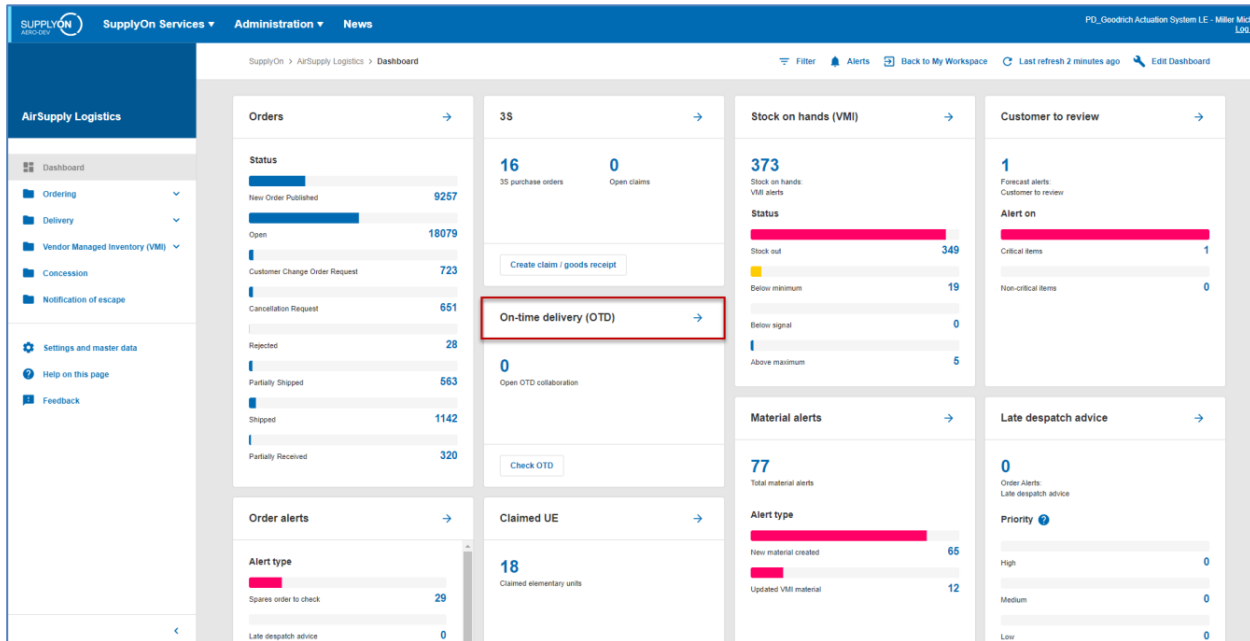 SUPPLYON
AERO-DEV
SupplyOn Services
Administration
News
PD_Goodrich Actuation System LE - Miller
Log
AirSupply Logistics
Dashboard
Ordering
Delivery
Vendor Managed Inventory (VMI)
Concession
Notification of escape
Settings and master data
Help on this page
Feedback
SupplyOn > AirSupply Logistics > Dashboard
Filter
Alerts
Back to My Workspace
Last refresh 2 minutes ago
Edit Dashboard
Orders
Status
New Order Published 9257
Open 18079
Customer Change Order Request 723
Cancellation Request 651
Rejected 28
Partially Shipped 563
Shipped 1142
Partially Received 320
Order alerts
Alert type
Spares order to check 29
Late despatch advice 0
3S
16 0
3S purchase orders Open claims
Create claim / goods receipt
On-time delivery (OTD)
0
Open OTD collaboration
Check OTD
Claimed UE
18
Claimed elementary units
Stock on hands (VMI)
373
Stock on hands:
VMI alerts
Status
Stock out 349
Below minimum 19
Below signal 0
Above maximum 5
Material alerts
77
Total material alerts
Alert type
New material created 65
Updated VMI material 12
Customer to review
1
Forecast alerts:
Customer to review
Alert on
Critical items 1
Non-critical items 0
Late despatch advice
0
Order Alerts:
Late despatch advice
Priority
High 0
Medium 0
Low 0